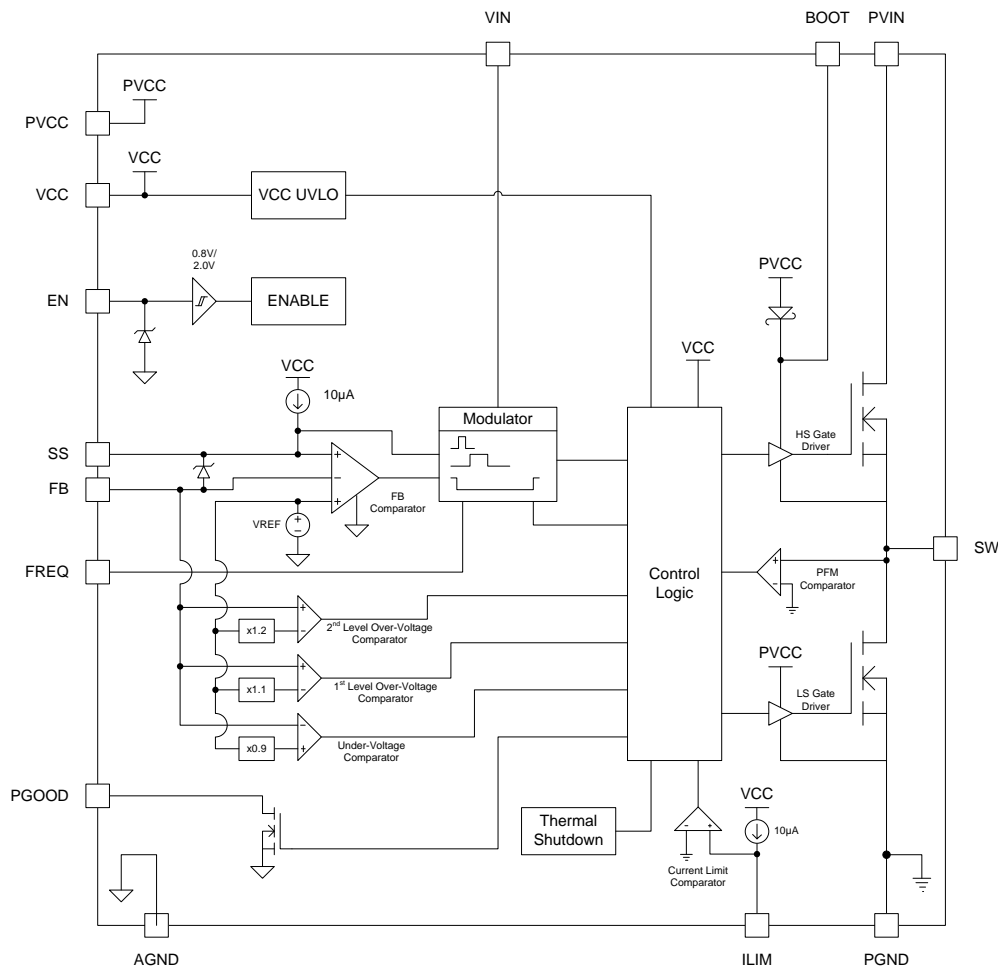 VIN
BOOT
PVIN
PVCC
PVCC
VCC
VCC
VCC UVLO
0.8V/
2.0V
EN
ENABLE
PVCC
VCC
VCC
10µA
Modulator
SS
HS Gate
Driver
FB
FB
Comparator
VREF
SW
FREQ
PFM
Comparator
Control
Logic
x1.2
2nd Level Over-Voltage
Comparator
PVCC
x1.1
1st Level Over-Voltage
Comparator
LS Gate
Driver
x0.9
Under-Voltage
Comparator
PGOOD
VCC
Thermal
Shutdown
10µA
Current Limit
Comparator
AGND
ILIM
PGND